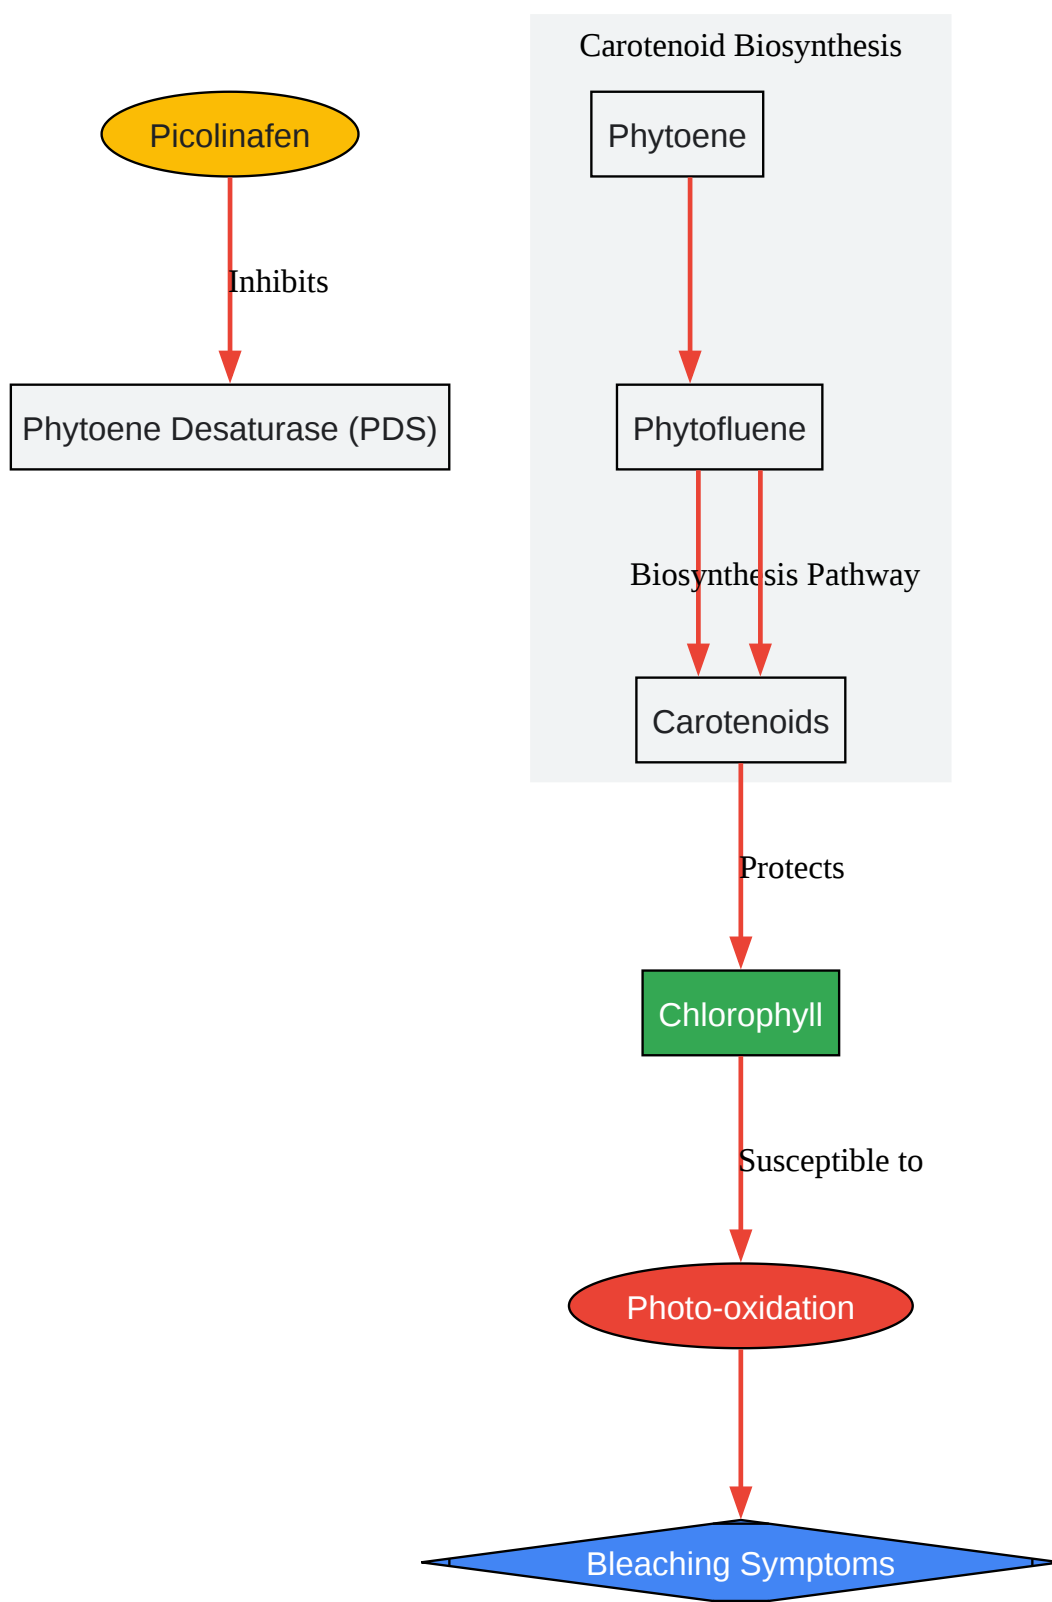 Carotenoid Biosynthesis
Picolinafen
Phytoene
Inhibits
Phytoene Desaturase (PDS)
Phytofluene
Biosynthesis Pathway
Carotenoids
Protects
Chlorophyll
Susceptible to
Photo-oxidation
Bleaching Symptoms